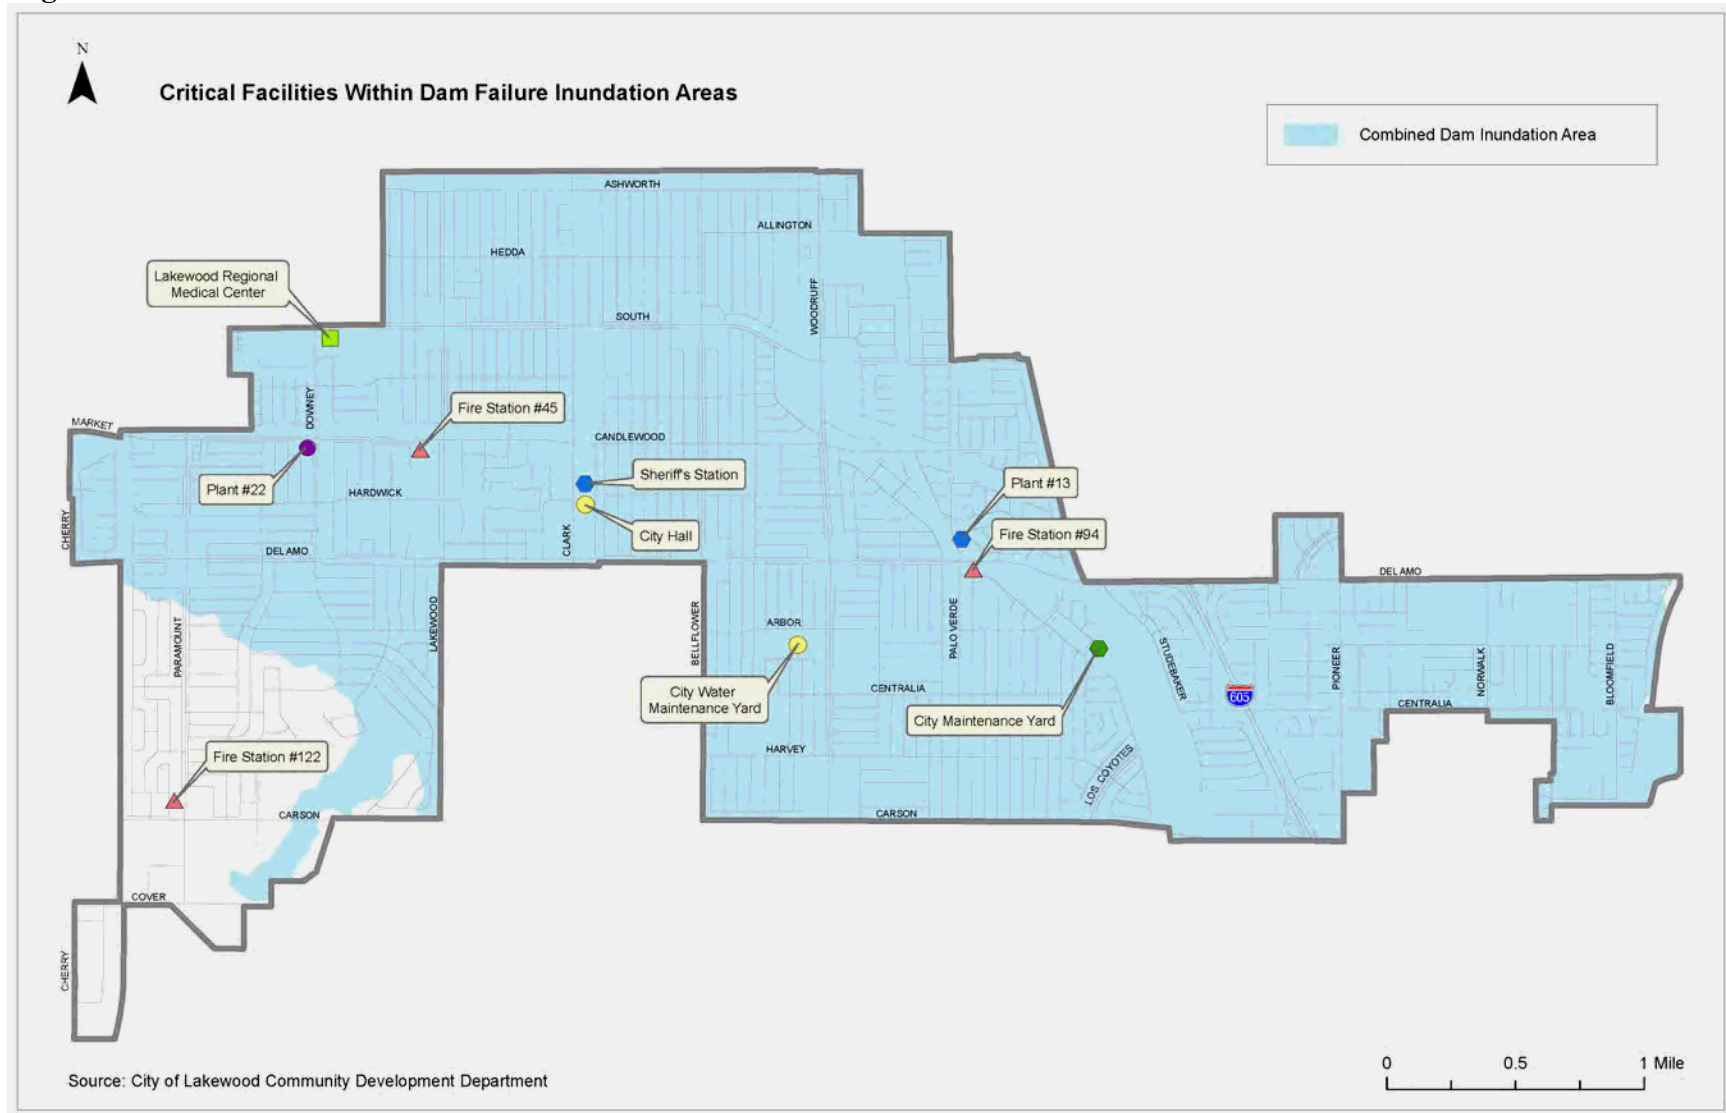 N
Critical Facilities Within Dam Failure Inundation Areas
Combined Dam Inundation Area
ASHWORTH
ALLINGTON
HEDDA
Lakewood Regional
Medical Center
WOODRUFF
SOUTH
DOWNEY
Fire Station #45
MARKET
CANDLEWOOD
Sheriff's Station
Plant #13
Plant #22
HARDWICK
CHERRY
City Hall
CLARK
Fire Station #94
DEL AMO
DEL AMO
LAKEWOOD
PARAMOUNT
BELLFLOWER
ARBOR
PALO VERDE
STUDEBAKER
PIONEER
NORWALK
BLOOMFIELD
City Water
Maintenance Yard
CENTRALIA
605
CENTRALIA
City Maintenance Yard
HARVEY
Fire Station #122
LOS COYOTES
CARSON
CARSON
COVER
CHERRY
0 0.5 1 Mile
Source: City of Lakewood Community Development Department